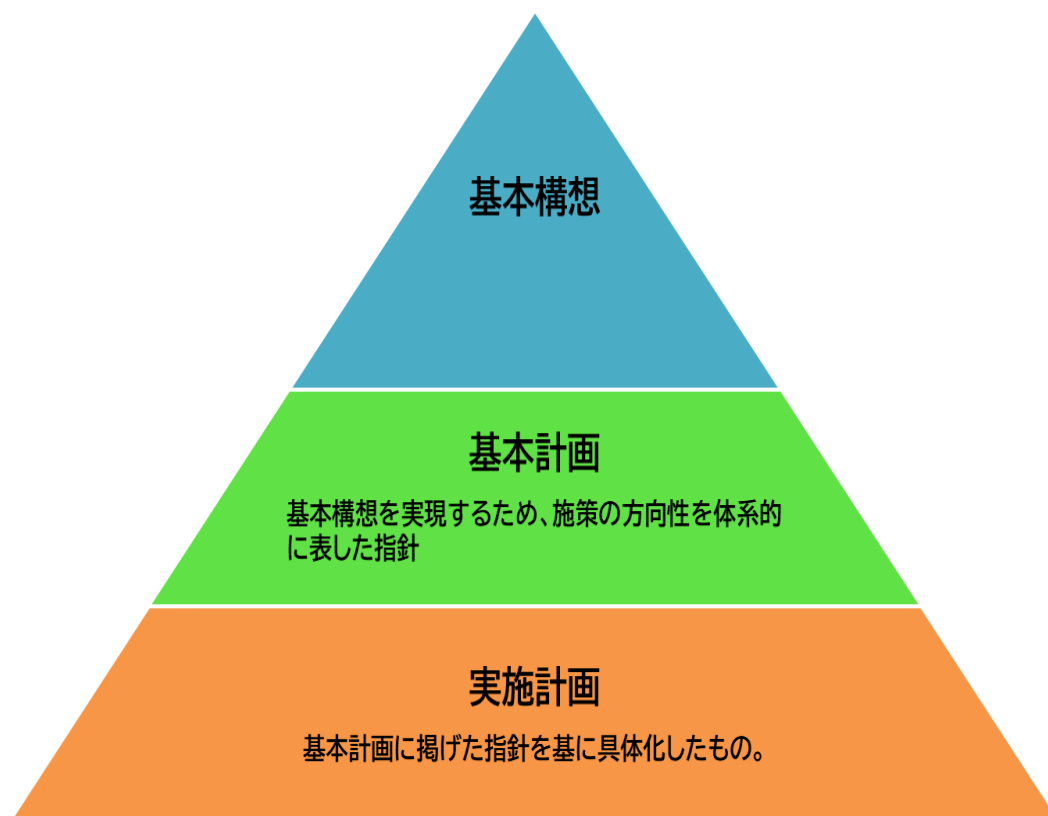 基本構想
基本計画
基本構想を実現するため、施策の方向性を体系的
に表した指針
実施計画
基本計画に掲げた指針を基に具体化したもの。